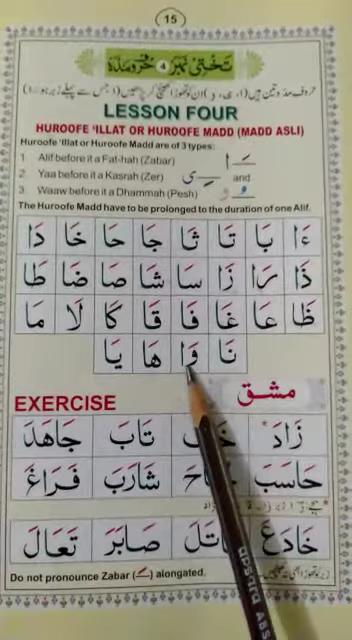 15
تختی نمبر 4 حروف مدہ
LESSON FOUR
HUROOFE 'ILLAT OR HUROOFE MADD (MADD ASLI)
Huroofe 'Illat or Huroofe Madd are of 3 types:
1 Alif before it a Fat-hah (Zabar) ـَ ا
2. Yaa before it a Kasrah (Zer) ـِ ی and
3. Waaw before it a Dhammah (Pesh) ـُ و
The Huroofe Madd have to be prolonged to the duration of one Alif.
ءَا بَا تَا ثَا جَا حَا خَا دَا
ذَا رَا زَا سَا شَا صَا ضَا طَا
ظَا عَا غَا فَا قَا كَا لَا مَا
نَا وَا هَا يَا
EXERCISE مشق
زَادَ تَابَ جَاهَدَ
حَاسَبَ شَارَبَ فَرَاغَ
خَادَعَ صَابَرَ تَعَالَ
Do not pronounce Zabar (ـَ) alongated.